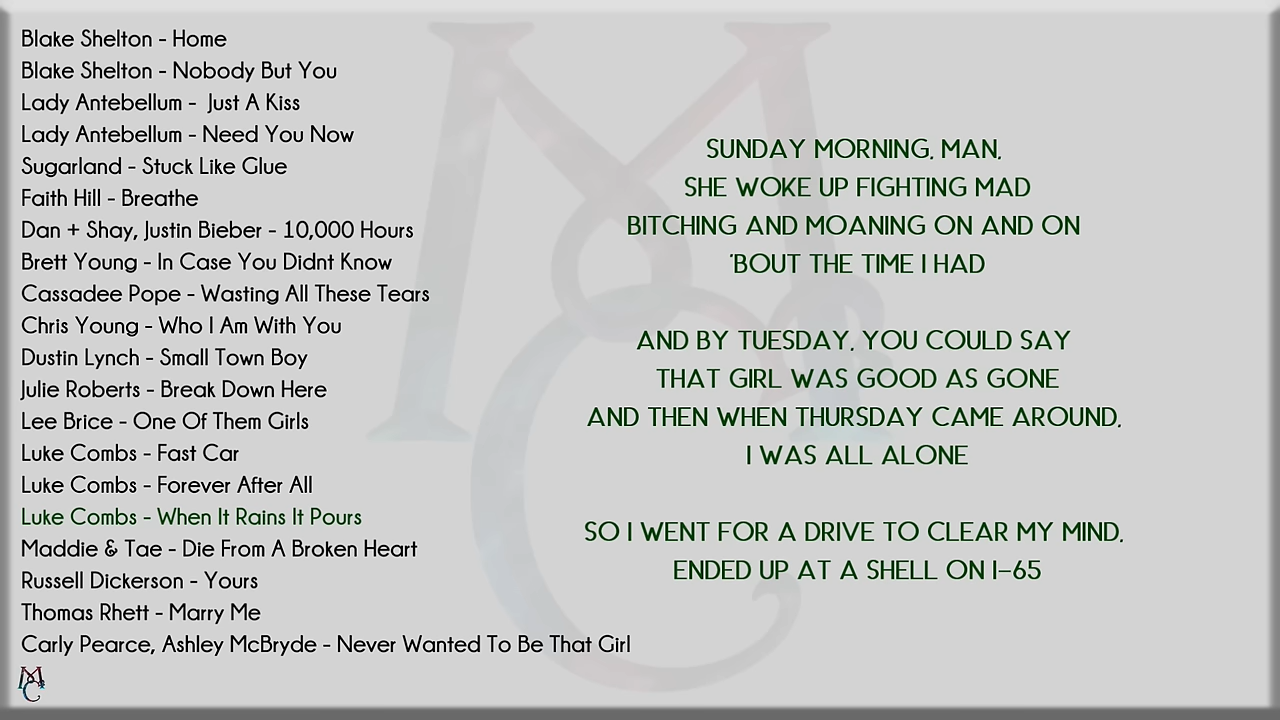 Blake Shelton - Home
Blake Shelton - Nobody But You
Lady Antebellum -  Just A Kiss
Lady Antebellum - Need You Now
Sugarland - Stuck Like Glue
Faith Hill - Breathe
Dan + Shay, Justin Bieber - 10,000 Hours
Brett Young - In Case You Didnt Know
Cassadee Pope - Wasting All These Tears
Chris Young - Who I Am With You
Dustin Lynch - Small Town Boy
Julie Roberts - Break Down Here
Lee Brice - One Of Them Girls
Luke Combs - Fast Car
Luke Combs - Forever After All
Luke Combs - When It Rains It Pours
Maddie & Tae - Die From A Broken Heart
Russell Dickerson - Yours
Thomas Rhett - Marry Me
Carly Pearce, Ashley McBryde - Never Wanted To Be That Girl
SUNDAY MORNING, MAN,
SHE WOKE UP FIGHTING MAD
BITCHING AND MOANING ON AND ON
'BOUT THE TIME I HAD
AND BY TUESDAY, YOU COULD SAY
THAT GIRL WAS GOOD AS GONE
AND THEN WHEN THURSDAY CAME AROUND,
I WAS ALL ALONE
SO I WENT FOR A DRIVE TO CLEAR MY MIND,
ENDED UP AT A SHELL ON I-65